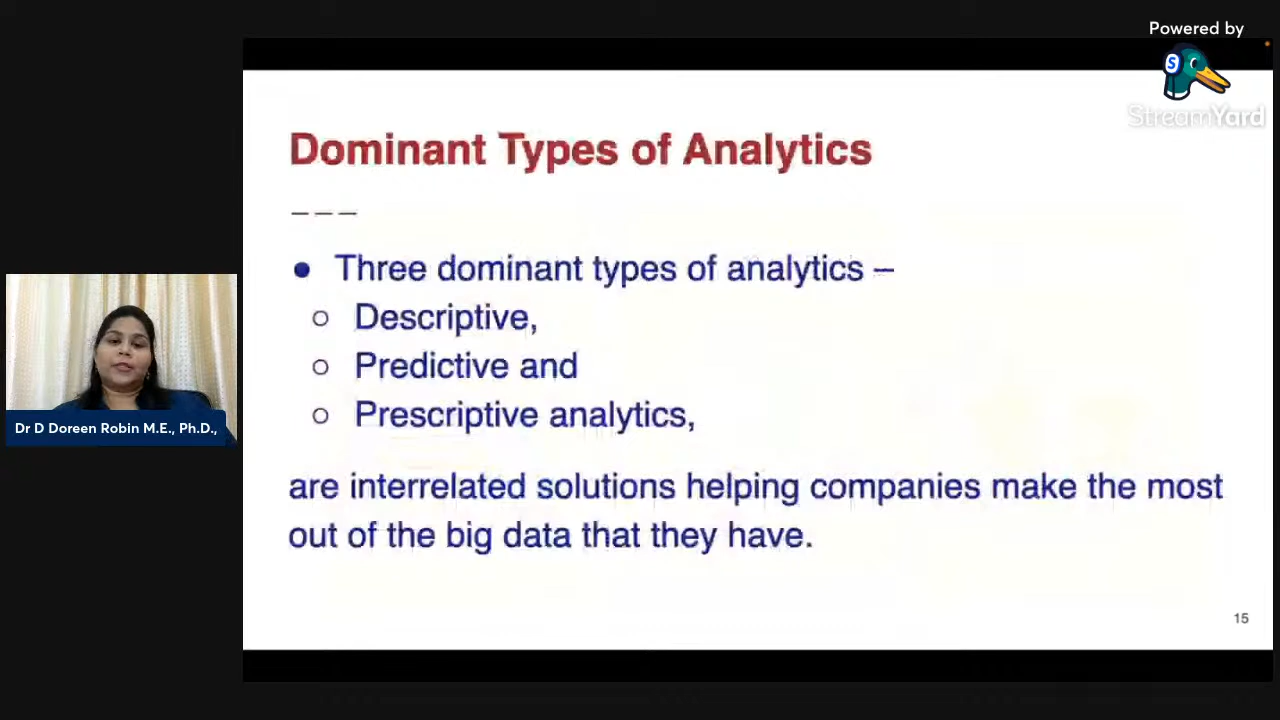 Powered by
S
StreamYard
Dominant Types of Analytics
---
● Three dominant types of analytics –
○ Descriptive,
○ Predictive and
○ Prescriptive analytics,
are interrelated solutions helping companies make the most
out of the big data that they have.
15
Dr D Doreen Robin M.E., Ph.D.,